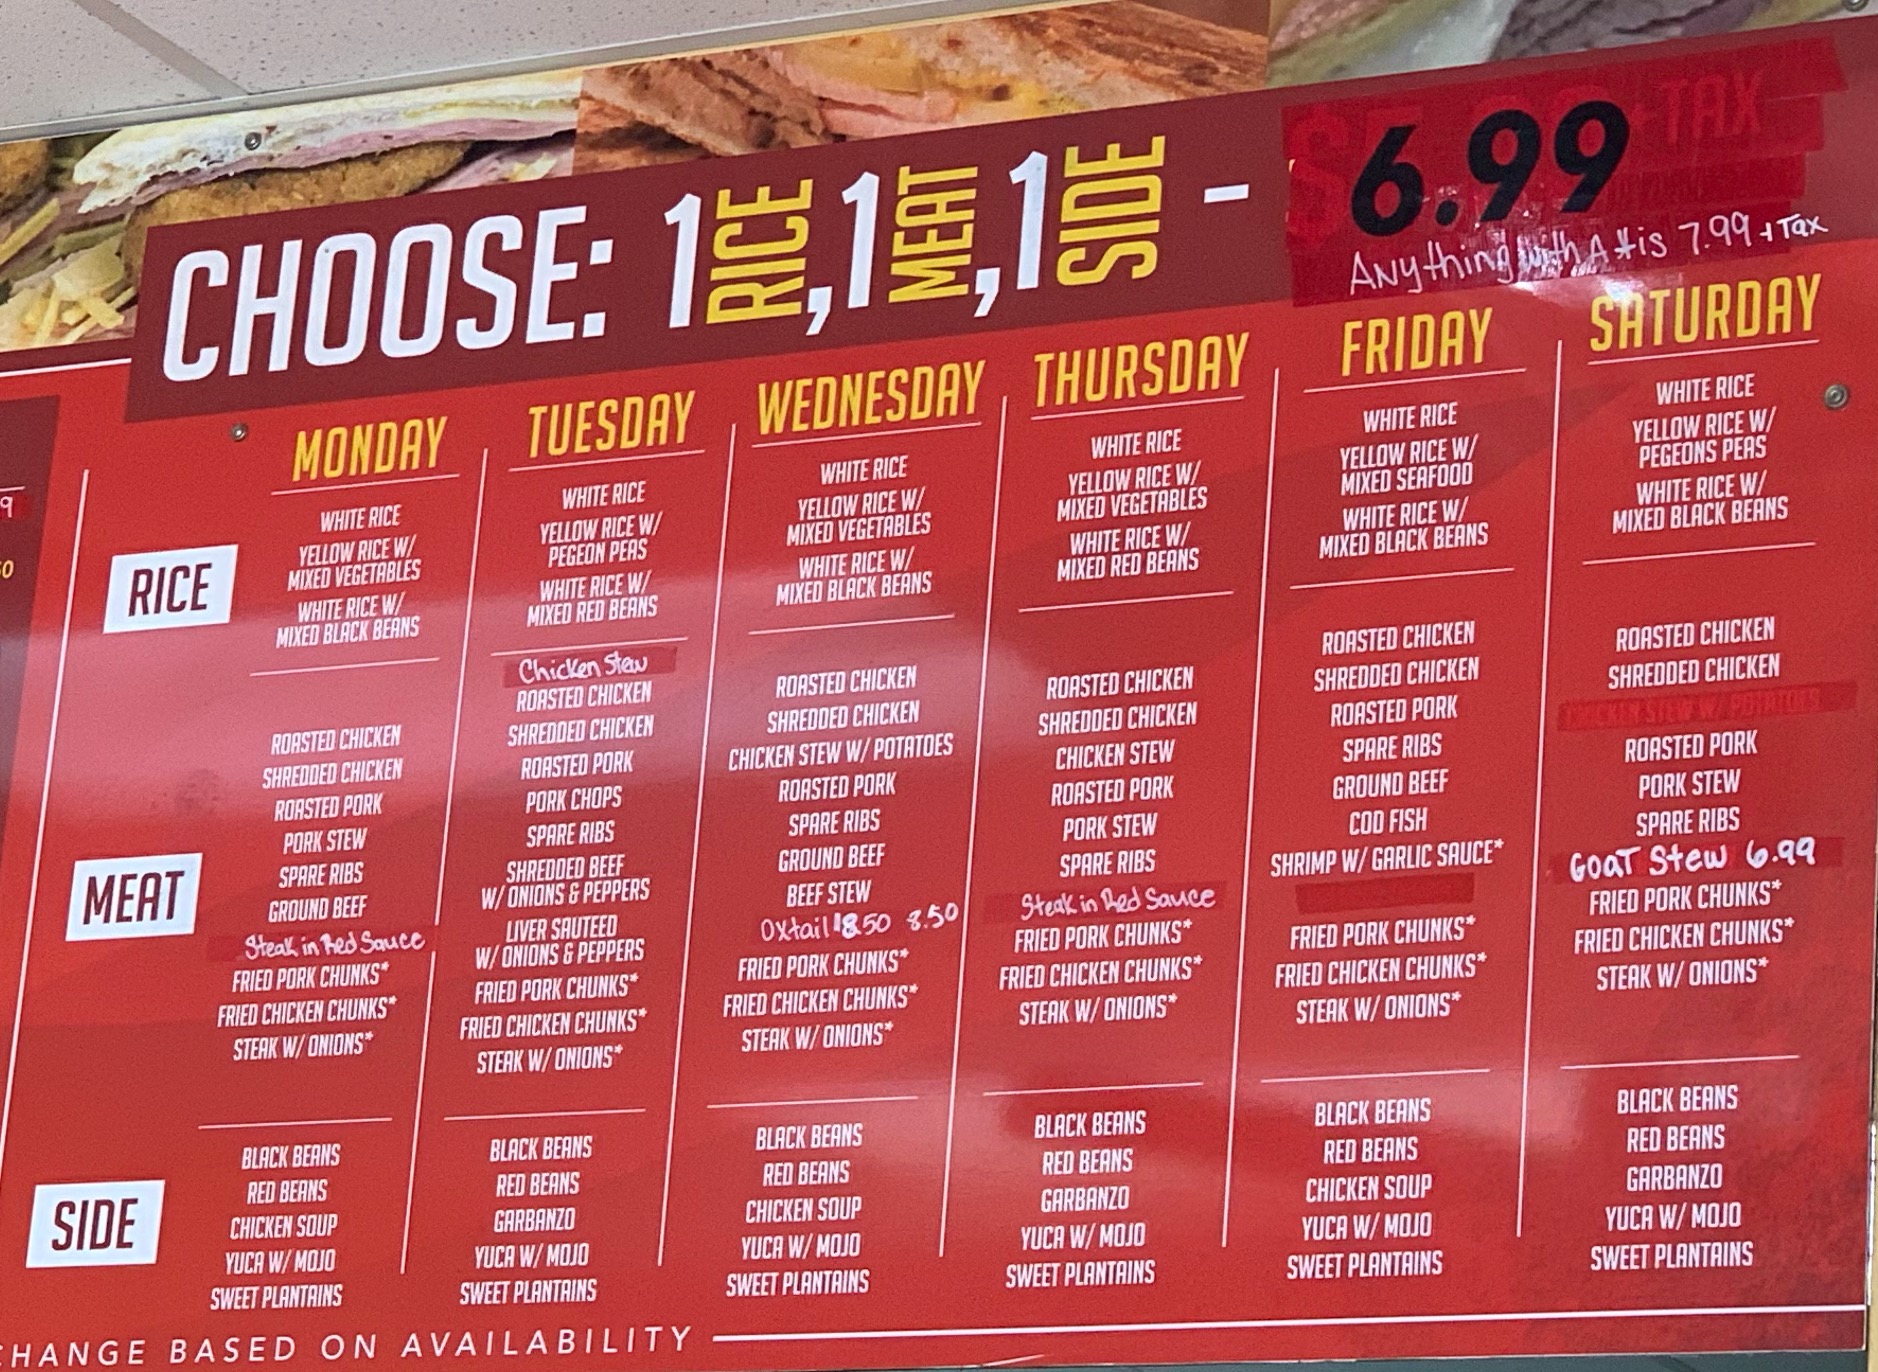 CHOOSE: 1 RICE, 1 MEAT, 1 SIDE - 6.99 +TAX
Anything with A * is 7.99 + Tax
RICE
MEAT
SIDE
MONDAY
WHITE RICE
YELLOW RICE W/
MIXED VEGETABLES
WHITE RICE W/
MIXED BLACK BEANS
ROASTED CHICKEN
SHREDDED CHICKEN
ROASTED PORK
PORK STEW
SPARE RIBS
GROUND BEEF
Steak in Red Sauce
FRIED PORK CHUNKS*
FRIED CHICKEN CHUNKS*
STEAK W/ ONIONS*
BLACK BEANS
RED BEANS
CHICKEN SOUP
YUCA W/ MOJO
SWEET PLANTAINS
TUESDAY
WHITE RICE
YELLOW RICE W/
PEGEON PEAS
WHITE RICE W/
MIXED RED BEANS
Chicken Stew
ROASTED CHICKEN
SHREDDED CHICKEN
ROASTED PORK
PORK CHOPS
SPARE RIBS
SHREDDED BEEF
W/ ONIONS & PEPPERS
LIVER SAUTEED
W/ ONIONS & PEPPERS
FRIED PORK CHUNKS*
FRIED CHICKEN CHUNKS*
STEAK W/ ONIONS*
BLACK BEANS
RED BEANS
GARBANZO
YUCA W/ MOJO
SWEET PLANTAINS
WEDNESDAY
WHITE RICE
YELLOW RICE W/
MIXED VEGETABLES
WHITE RICE W/
MIXED BLACK BEANS
ROASTED CHICKEN
SHREDDED CHICKEN
CHICKEN STEW W/ POTATOES
ROASTED PORK
SPARE RIBS
GROUND BEEF
BEEF STEW
Oxtail 8.50 8.50
FRIED PORK CHUNKS*
FRIED CHICKEN CHUNKS*
STEAK W/ ONIONS*
BLACK BEANS
RED BEANS
CHICKEN SOUP
YUCA W/ MOJO
SWEET PLANTAINS
THURSDAY
WHITE RICE
YELLOW RICE W/
MIXED VEGETABLES
WHITE RICE W/
MIXED RED BEANS
ROASTED CHICKEN
SHREDDED CHICKEN
CHICKEN STEW
ROASTED PORK
PORK STEW
SPARE RIBS
Steak in Red Sauce
FRIED PORK CHUNKS*
FRIED CHICKEN CHUNKS*
STEAK W/ ONIONS*
BLACK BEANS
RED BEANS
GARBANZO
YUCA W/ MOJO
SWEET PLANTAINS
FRIDAY
WHITE RICE
YELLOW RICE W/
MIXED SEAFOOD
WHITE RICE W/
MIXED BLACK BEANS
ROASTED CHICKEN
SHREDDED CHICKEN
ROASTED PORK
SPARE RIBS
GROUND BEEF
COD FISH
SHRIMP W/ GARLIC SAUCE*
FRIED PORK CHUNKS*
FRIED CHICKEN CHUNKS*
STEAK W/ ONIONS*
BLACK BEANS
RED BEANS
CHICKEN SOUP
YUCA W/ MOJO
SWEET PLANTAINS
SATURDAY
WHITE RICE
YELLOW RICE W/
PEGEONS PEAS
WHITE RICE W/
MIXED BLACK BEANS
ROASTED CHICKEN
SHREDDED CHICKEN
CHICKEN STEW W/ POTATOES
ROASTED PORK
PORK STEW
SPARE RIBS
GOAT Stew 6.99
FRIED PORK CHUNKS*
FRIED CHICKEN CHUNKS*
STEAK W/ ONIONS*
BLACK BEANS
RED BEANS
GARBANZO
YUCA W/ MOJO
SWEET PLANTAINS
CHANGE BASED ON AVAILABILITY